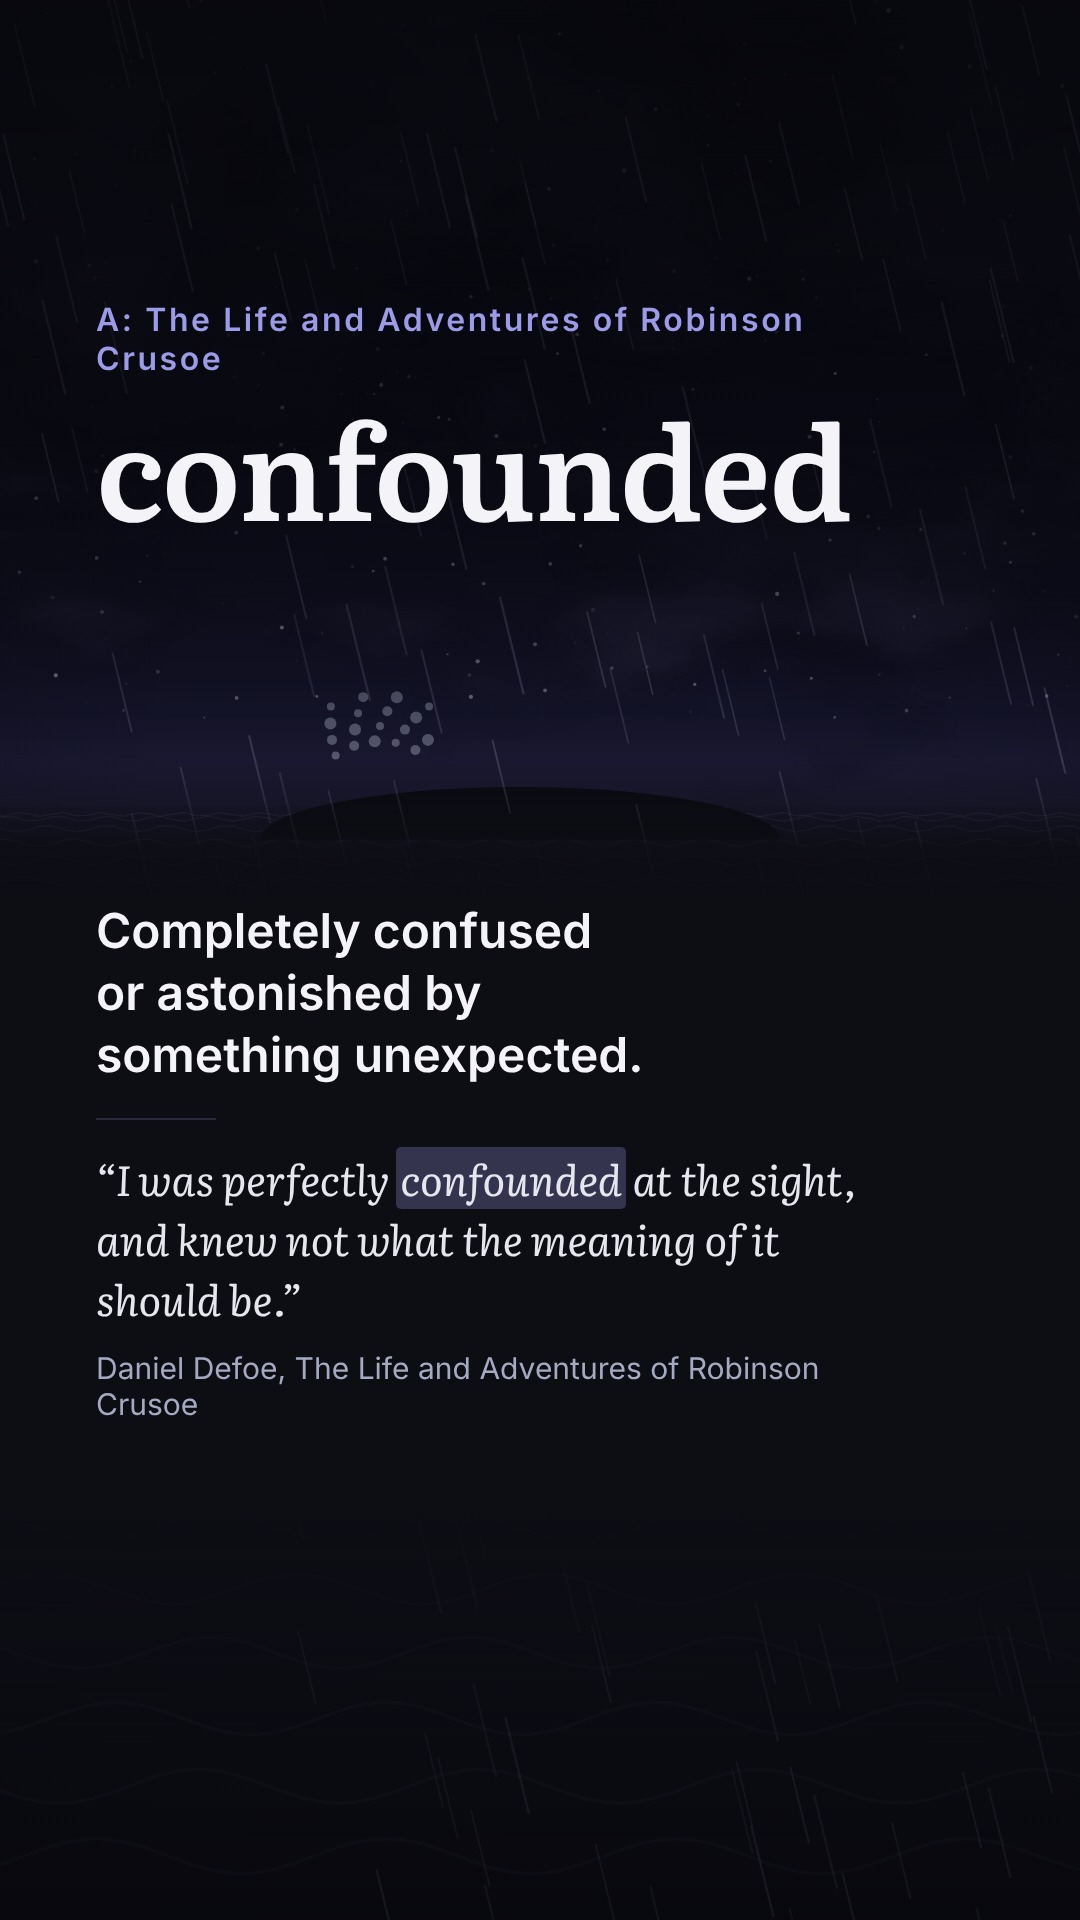 A: The Life and Adventures of Robinson
Crusoe
confounded
Completely confused
or astonished by
something unexpected.
“I was perfectly confounded at the sight,
and knew not what the meaning of it
should be.”
Daniel Defoe, The Life and Adventures of Robinson
Crusoe